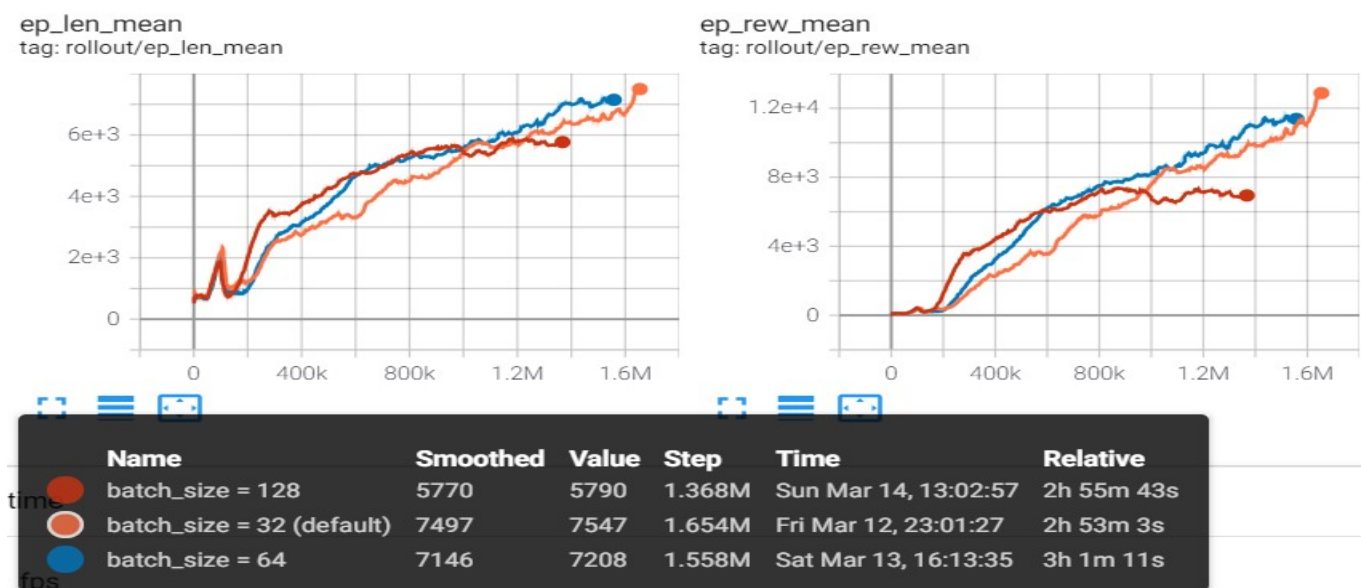 ep_len_mean
tag: rollout/ep_len_mean
6e+3
4e+3
2e+3
0
0 400k 800k 1.2M 1.6M
ep_rew_mean
tag: rollout/ep_rew_mean
1.2e+4
8e+3
4e+3
0
0 400k 800k 1.2M 1.6M
Name Smoothed Value Step Time Relative
time
batch_size = 128 5770 5790 1.368M Sun Mar 14, 13:02:57 2h 55m 43s
batch_size = 32 (default) 7497 7547 1.654M Fri Mar 12, 23:01:27 2h 53m 3s
batch_size = 64 7146 7208 1.558M Sat Mar 13, 16:13:35 3h 1m 11s
fps